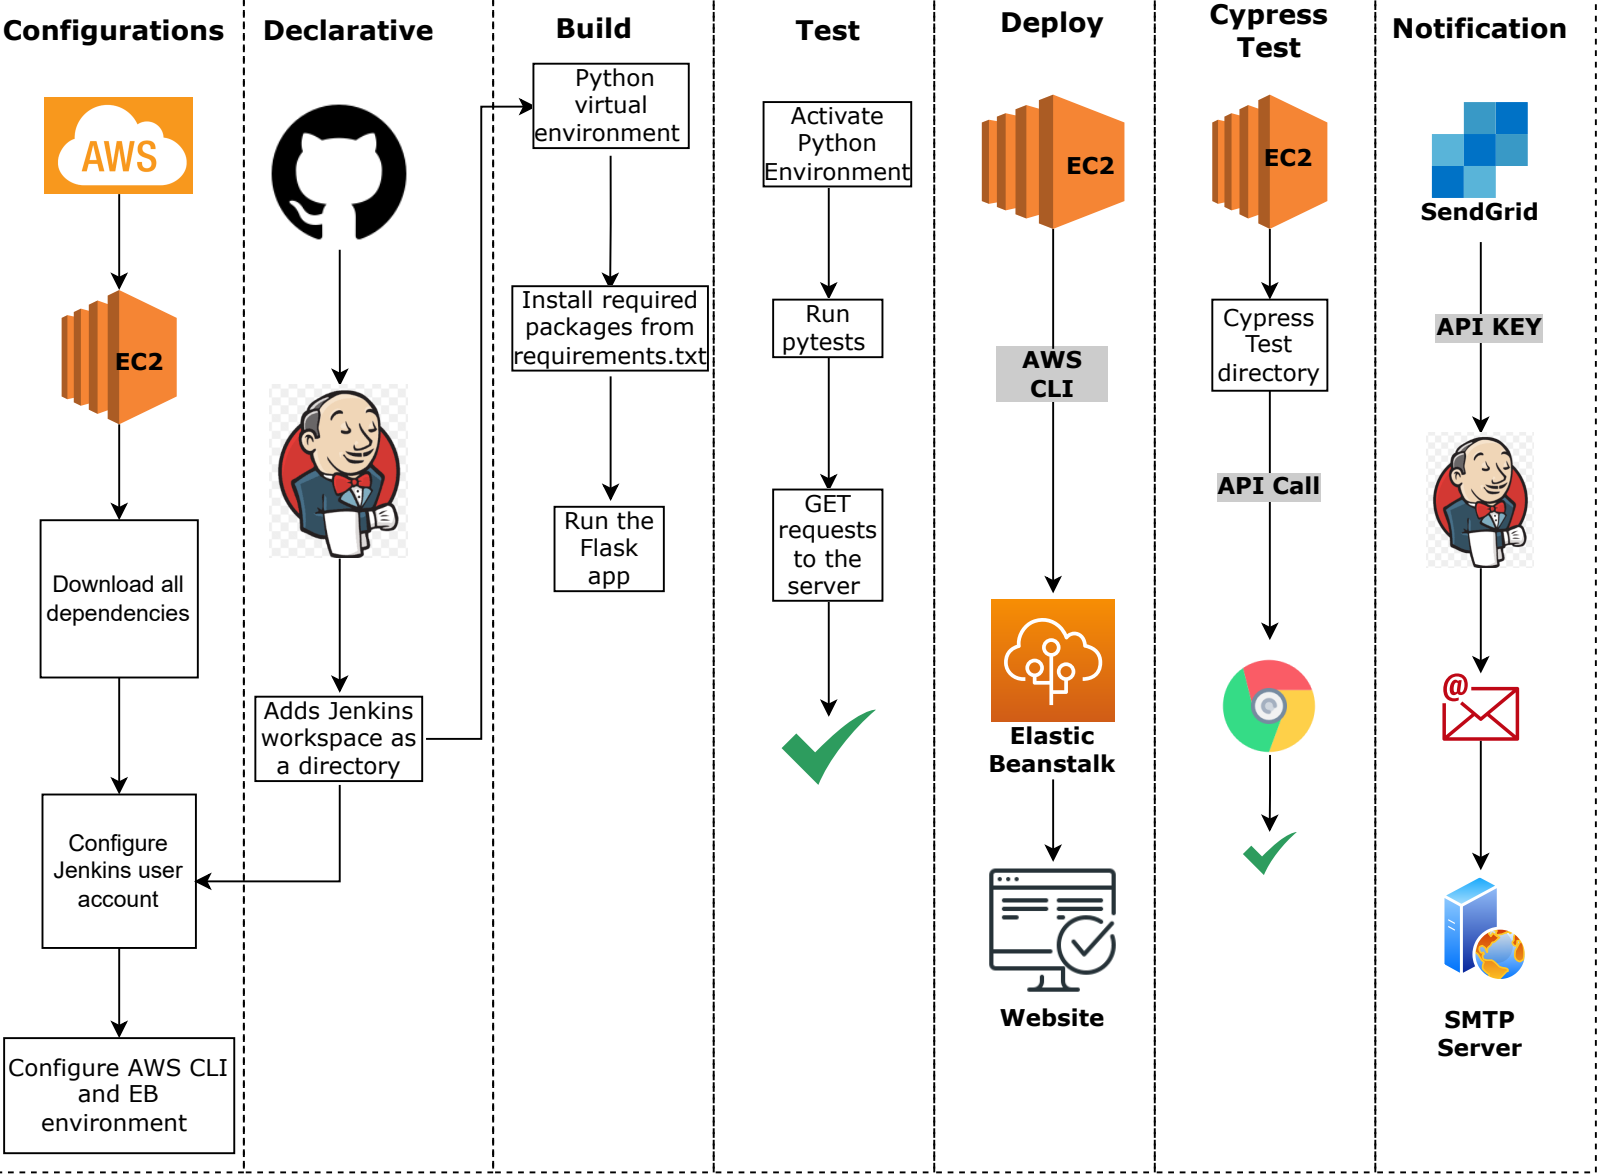 Configurations
AWS
EC2
Download all
dependencies
Configure
Jenkins user
account
Configure AWS CLI
and EB
environment
Declarative
Adds Jenkins
workspace as
a directory
Build
Python
virtual
environment
Install required
packages from
requirements.txt
Run the
Flask
app
Test
Activate
Python
Environment
Run
pytests
GET
requests
to the
server
Deploy
EC2
AWS
CLI
Elastic
Beanstalk
Website
Cypress
Test
EC2
Cypress
Test
directory
API Call
Notification
SendGrid
API KEY
@
SMTP
Server